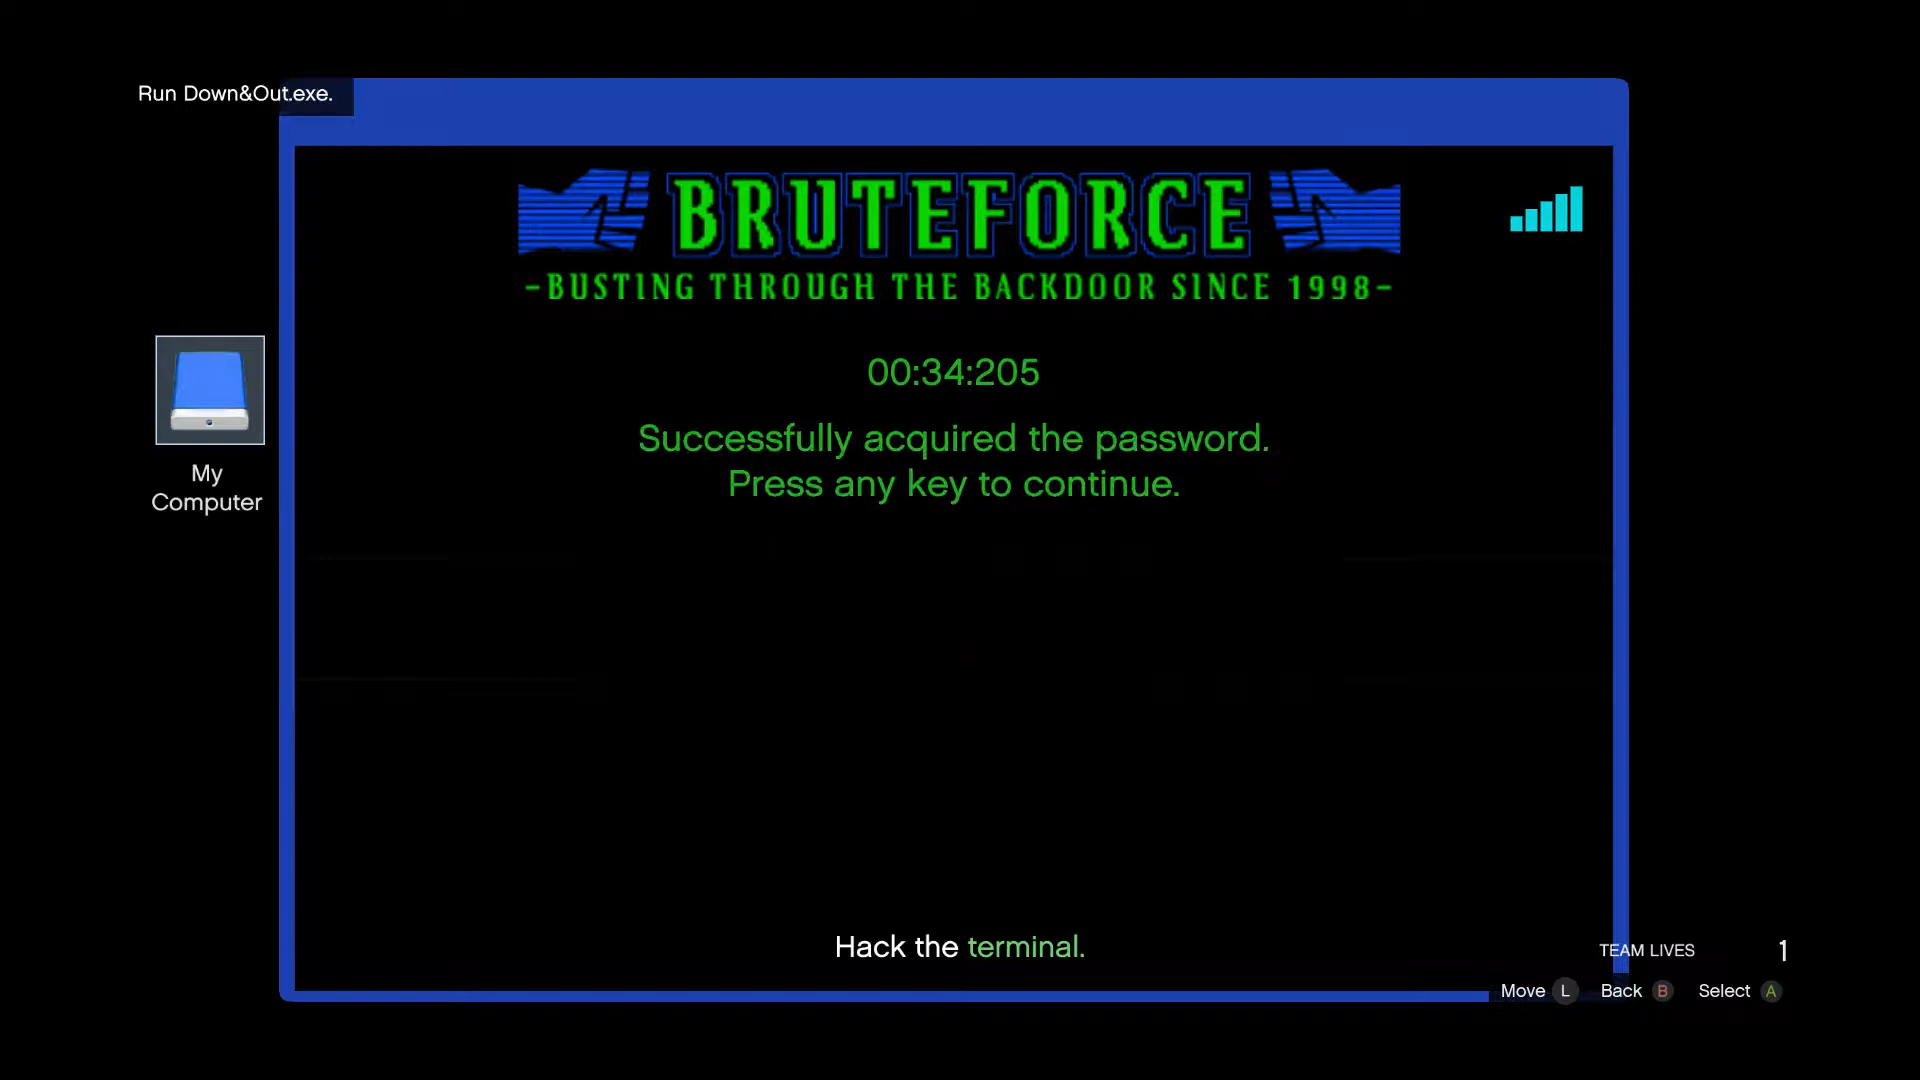 Run Down&Out.exe.
BRUTEFORCE
-BUSTING THROUGH THE BACKDOOR SINCE 1998-
00:34:205
Successfully acquired the password.
Press any key to continue.
My
Computer
Hack the terminal.
TEAM LIVES 1
Move L Back B Select A